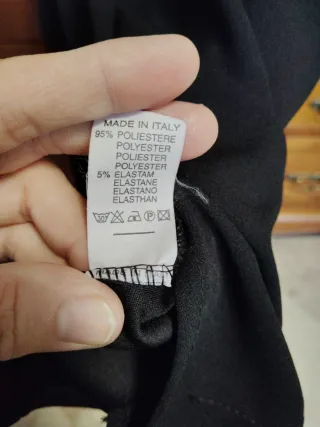 MADE IN ITALY
95% POLIESTERE
POLYESTER
POLIESTER
POLYESTER
5% ELASTAM
ELASTANE
ELASTANO
ELASTHAN